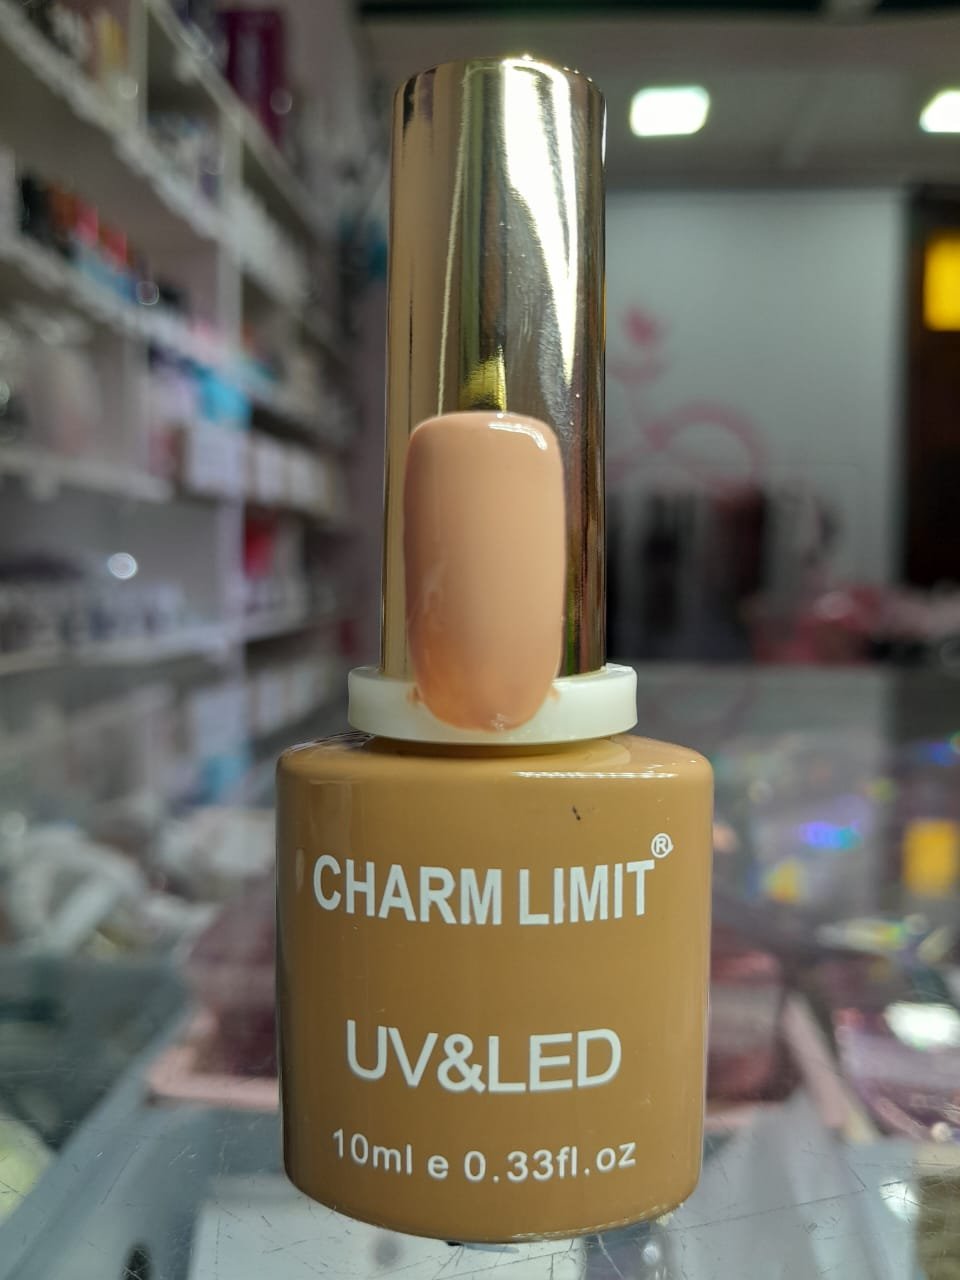 CHARM LIMIT®
UV&LED
10ml e 0.33fl.oz